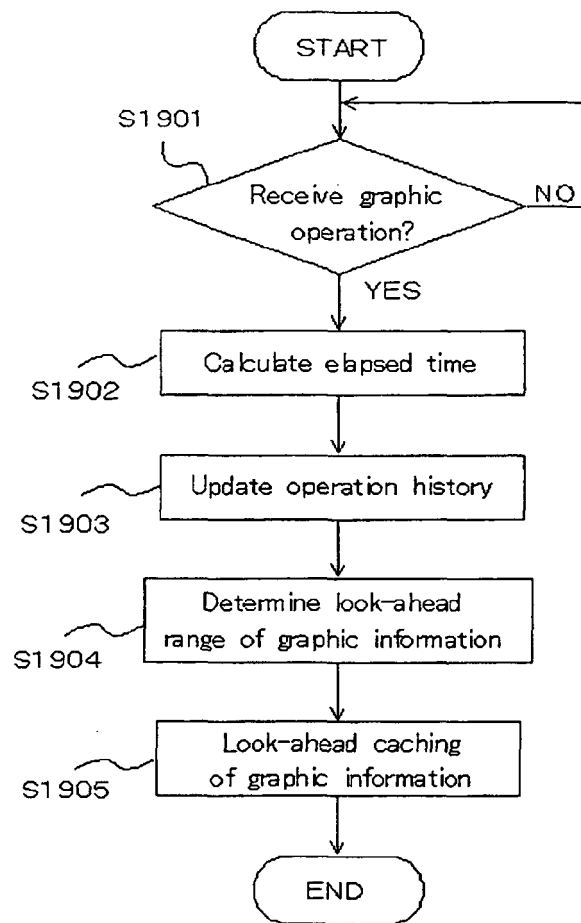 START
S1901
Receive graphic
operation?
NO
YES
Calculate elapsed time
S1902
Update operation history
S1903
Determine look-ahead
range of graphic information
S1904
Look-ahead caching
of graphic information
S1905
END